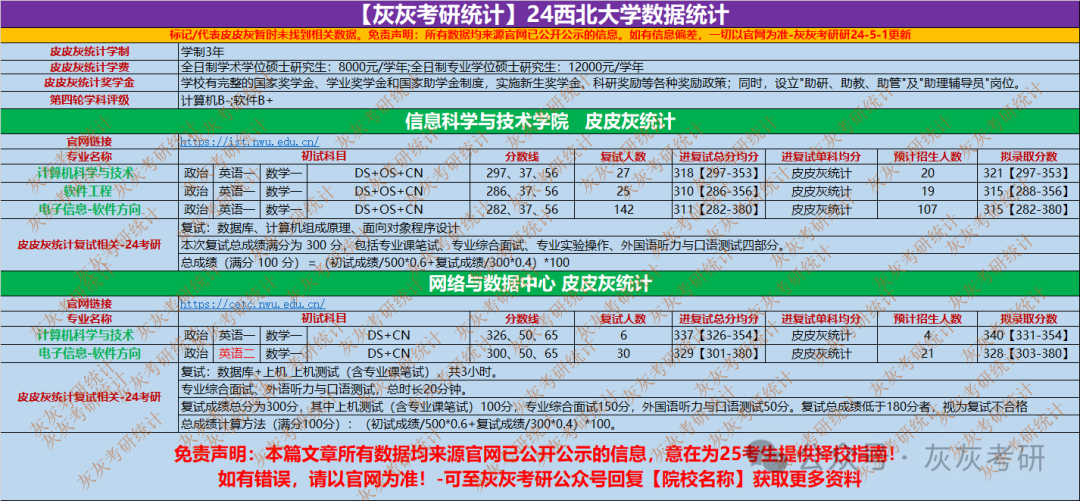 【灰灰考研统计】24西北大学数据统计
标记/代表皮皮灰暂时未找到相关数据。免责声明：所有数据均来源官网已公开公示的信息。如有信息偏差，一切以官网为准-灰灰考研研24-5-1更新
皮皮灰统计学制 学制3年
皮皮灰统计学费 全日制学术学位硕士研究生：8000元/学年;全日制专业学位硕士研究生：12000元/学年
皮皮灰统计奖学金 学校有完整的国家奖学金、学业奖学金和国家助学金制度，实施新生奖学金、科研奖励等各种奖励政策；同时，设立"助研、助教、助管"及"助理辅导员"岗位。
第四轮学科评级 计算机B-;软件B+
信息科学与技术学院 皮皮灰统计
官网链接 https://ist.nwu.edu.cn/
专业名称 初试科目 分数线 复试人数 进复试总分均分 进复试单科均分 预计招生人数 拟录取分数
计算机科学与技术 政治 英语一 数学一 DS+OS+CN 297、37、56 27 318【297-353】 皮皮灰统计 20 321【297-353】
软件工程 政治 英语一 数学一 DS+OS+CN 286、37、56 25 310【286-356】 皮皮灰统计 19 315【288-356】
电子信息-软件方向 政治 英语一 数学一 DS+OS+CN 282、37、56 142 311【282-380】 皮皮灰统计 107 315【282-380】
皮皮灰统计复试相关-24考研
复试：数据库、计算机组成原理、面向对象程序设计
本次复试总成绩满分为 300 分，包括专业课笔试、专业综合面试、专业实验操作、外国语听力与口语测试四部分。
总成绩（满分 100 分）=（初试成绩/500*0.6+复试成绩/300*0.4）*100
网络与数据中心 皮皮灰统计
官网链接 https://cetc.nwu.edu.cn/
专业名称 初试科目 分数线 复试人数 进复试总分均分 进复试单科均分 预计招生人数 拟录取分数
计算机科学与技术 政治 英语一 数学一 DS+CN 326、50、65 6 337【326-354】 皮皮灰统计 4 340【331-354】
电子信息-软件方向 政治 英语二 数学一 DS+CN 300、50、65 30 329【301-380】 皮皮灰统计 21 328【303-380】
皮皮灰统计复试相关-24考研
复试：数据库+上机 上机测试（含专业课笔试），共3小时。
专业综合面试、外语听力与口语测试，总时长20分钟。
复试成绩总分为300分，其中上机测试（含专业课笔试）100分，专业综合面试150分，外国语听力与口语测试50分。复试总成绩低于180分者，视为复试不合格
总成绩计算方法（满分100分）：（初试成绩/500*0.6+复试成绩/300*0.4）*100。
免责声明：本篇文章所有数据均来源官网已公开公示的信息，意在为25考生提供择校指南！
如有错误，请以官网为准！-可至灰灰考研公众号回复【院校名称】获取更多资料
公众号·灰灰考研
灰灰考研统计